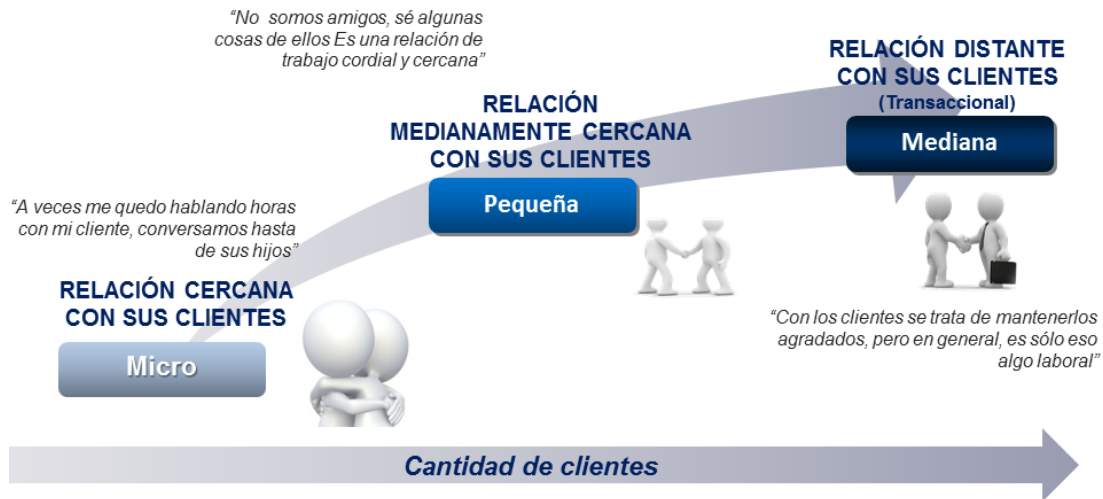 “No somos amigos, sé algunas
cosas de ellos Es una relación de
trabajo cordial y cercana”
RELACIÓN DISTANTE
CON SUS CLIENTES
(Transaccional)
Mediana
RELACIÓN
MEDIANAMENTE CERCANA
CON SUS CLIENTES
Pequeña
“A veces me quedo hablando horas
con mi cliente, conversamos hasta
de sus hijos”
RELACIÓN CERCANA
CON SUS CLIENTES
Micro
“Con los clientes se trata de mantenerlos
agradados, pero en general, es sólo eso
algo laboral”
Cantidad de clientes